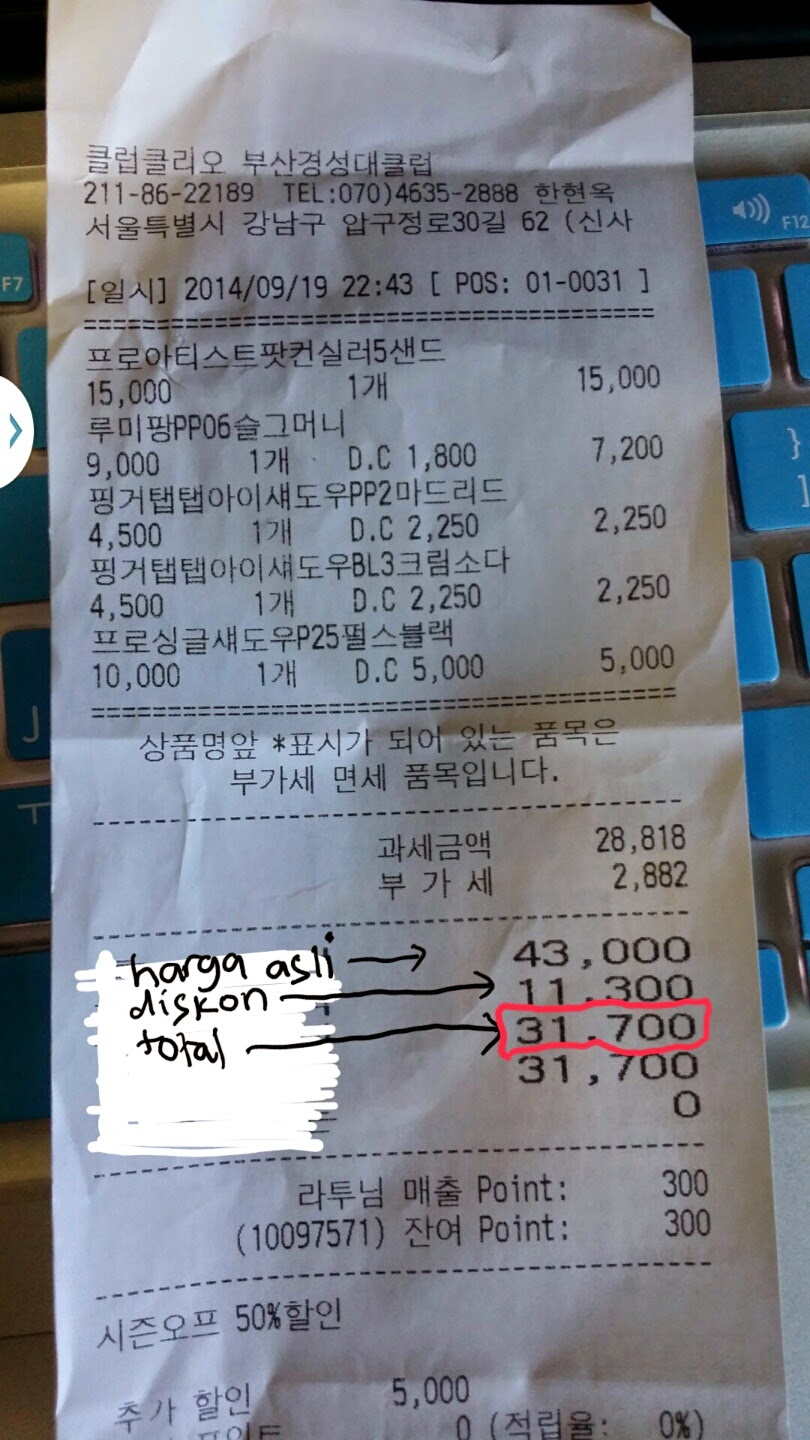 클럽클리오 부산경성대클럽
211-86-22189 TEL:070)4635-2888 한현옥
서울특별시 강남구 압구정로30길 62 (신사
[일시] 2014/09/19 22:43 [ POS: 01-0031 ]
프로아티스트팟컨실러5샌드
15,000 1개 15,000
루미팡PP06슬그머니
9,000 1개 D.C 1,800 7,200
핑거탭탭아이섀도우PP2마드리드
4,500 1개 D.C 2,250 2,250
핑거탭탭아이섀도우BL3크림소다
4,500 1개 D.C 2,250 2,250
프로싱글섀도우P25펄스블랙
10,000 1개 D.C 5,000 5,000
상품명앞 *표시가 되어 있는 품목은
부가세 면세 품목입니다.
과세금액 28,818
부 가 세 2,882
harga asli 43,000
diskon 11,300
total 31,700
31,700
0
라투님 매출 Point: 300
(10097571) 잔여 Point: 300
시즌오프 50%할인
추가 할인 5,000
0 (적립율: 0%)
F7
F12
}
]
J
ㅜ